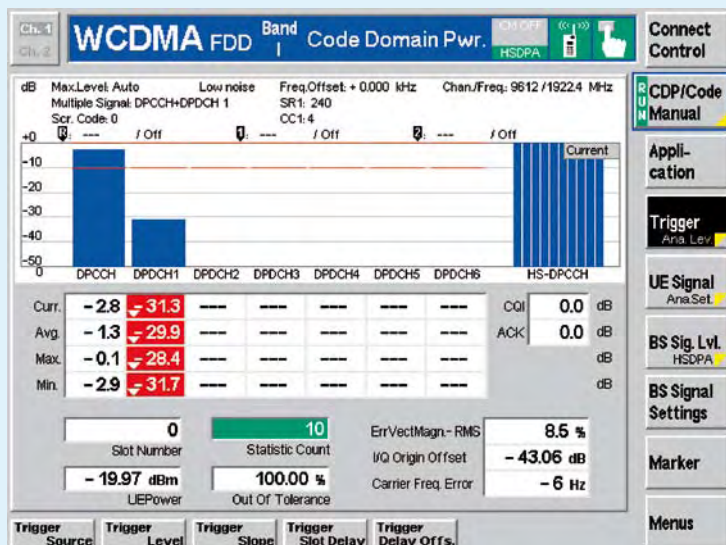 Ch. 1
Ch. 2
WCDMA FDD Band I Code Domain Pwr.
CH OFF
HSDPA
Connect Control
dB Max.Level: Auto Low noise Freq.Offset: + 0.000 kHz Chan./Freq.: 9612 /1922.4 MHz
Multiple Signal: DPCCH+DPDCH 1 SR1: 240
Scr. Code: 0 CC1: 4
R: --- / Off 1: --- / Off 2: --- / Off
Current
+0
-10
-20
-30
-40
-50
0
DPCCH DPDCH1 DPDCH2 DPDCH3 DPDCH4 DPDCH5 DPDCH6 HS-DPCCH
Curr. - 2.8 - 31.3 --- --- --- --- --- CQI 0.0 dB
Avg. - 1.3 - 29.9 --- --- --- --- --- ACK 0.0 dB
Max. - 0.1 - 28.4 --- --- --- --- --- dB
Min. - 2.9 - 31.7 --- --- --- --- --- dB
0
Slot Number
10
Statistic Count
- 19.97 dBm
UEPower
100.00 %
Out Of Tolerance
ErrVectMagn.- RMS 8.5 %
I/Q Origin Offset - 43.06 dB
Carrier Freq. Error - 6 Hz
RUN
CDP/Code Manual
Appli-
cation
Trigger
Ana. Lev.
UE Signal
Ana.Set.
BS Sig. Lvl.
HSDPA
BS Signal
Settings
Marker
Menus
Trigger Source
Trigger Level
Trigger Slope
Trigger Slot Delay
Trigger Delay Offs.